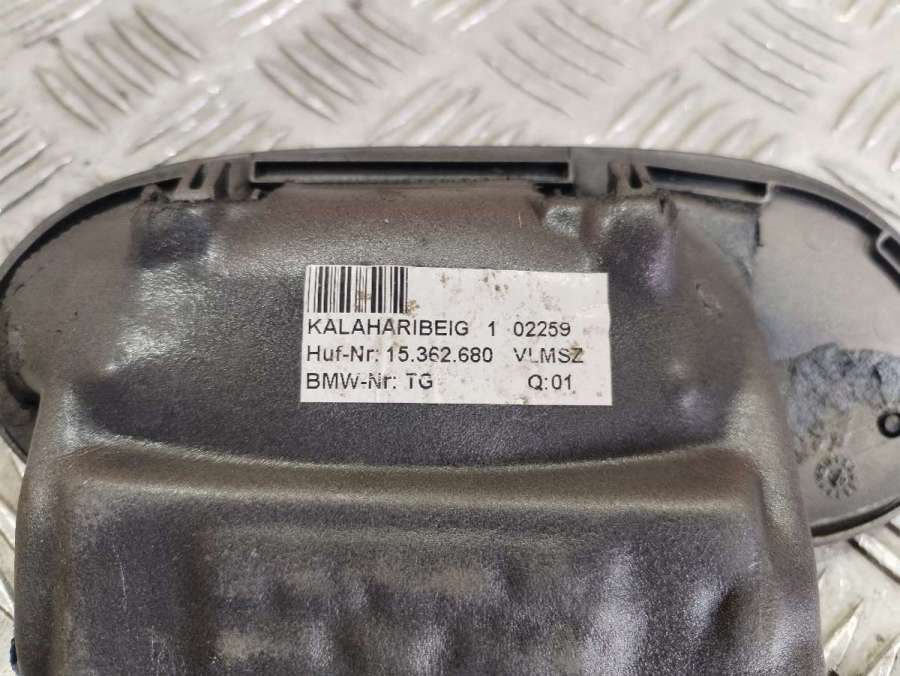 KALAHARIBEIG 1 02259
Huf-Nr: 15.362.680 VLMSZ
BMW-Nr: TG Q:01